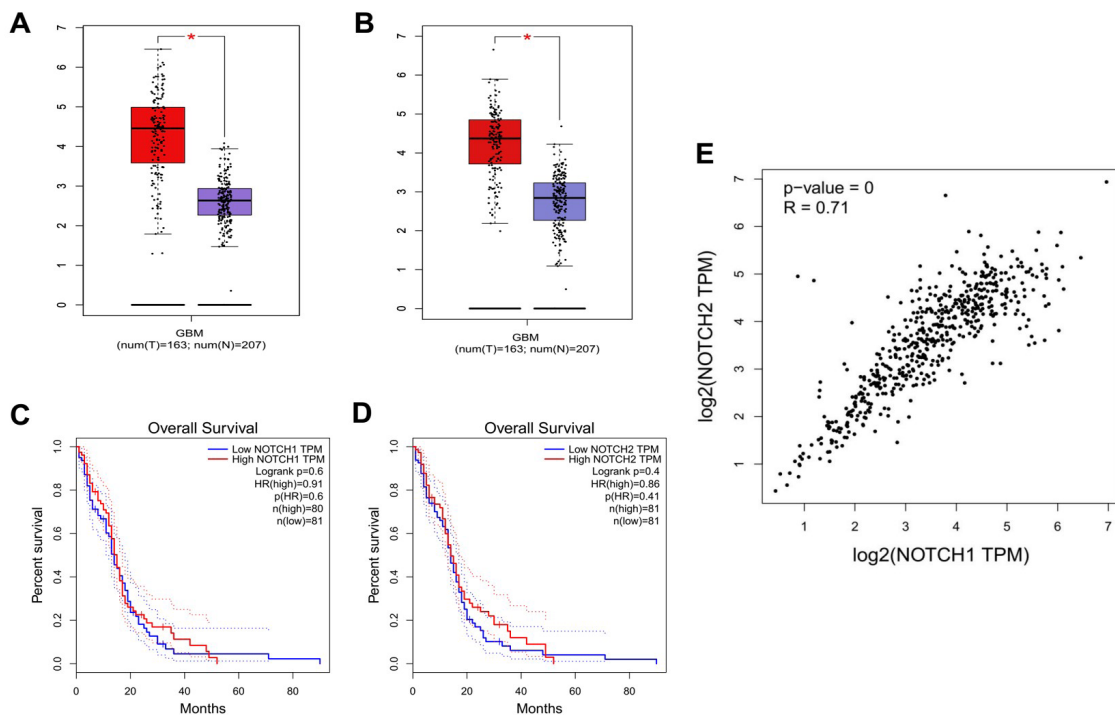 A
7
6
5
4
3
2
1
0
*
GBM
(num(T)=163; num(N)=207)
B
7
6
5
4
3
2
1
0
*
GBM
(num(T)=163; num(N)=207)
C
Overall Survival
Low NOTCH1 TPM
High NOTCH1 TPM
Logrank p=0.6
HR(high)=0.91
p(HR)=0.6
n(high)=80
n(low)=81
Percent survival
1.0
0.8
0.6
0.4
0.2
0.0
0 20 40 60 80
Months
D
Overall Survival
Low NOTCH2 TPM
High NOTCH2 TPM
Logrank p=0.4
HR(high)=0.86
p(HR)=0.41
n(high)=81
n(low)=81
Percent survival
1.0
0.8
0.6
0.4
0.2
0.0
0 20 40 60 80
Months
E
p-value = 0
R = 0.71
log2(NOTCH2 TPM)
7
6
5
4
3
2
1
1 2 3 4 5 6 7
log2(NOTCH1 TPM)